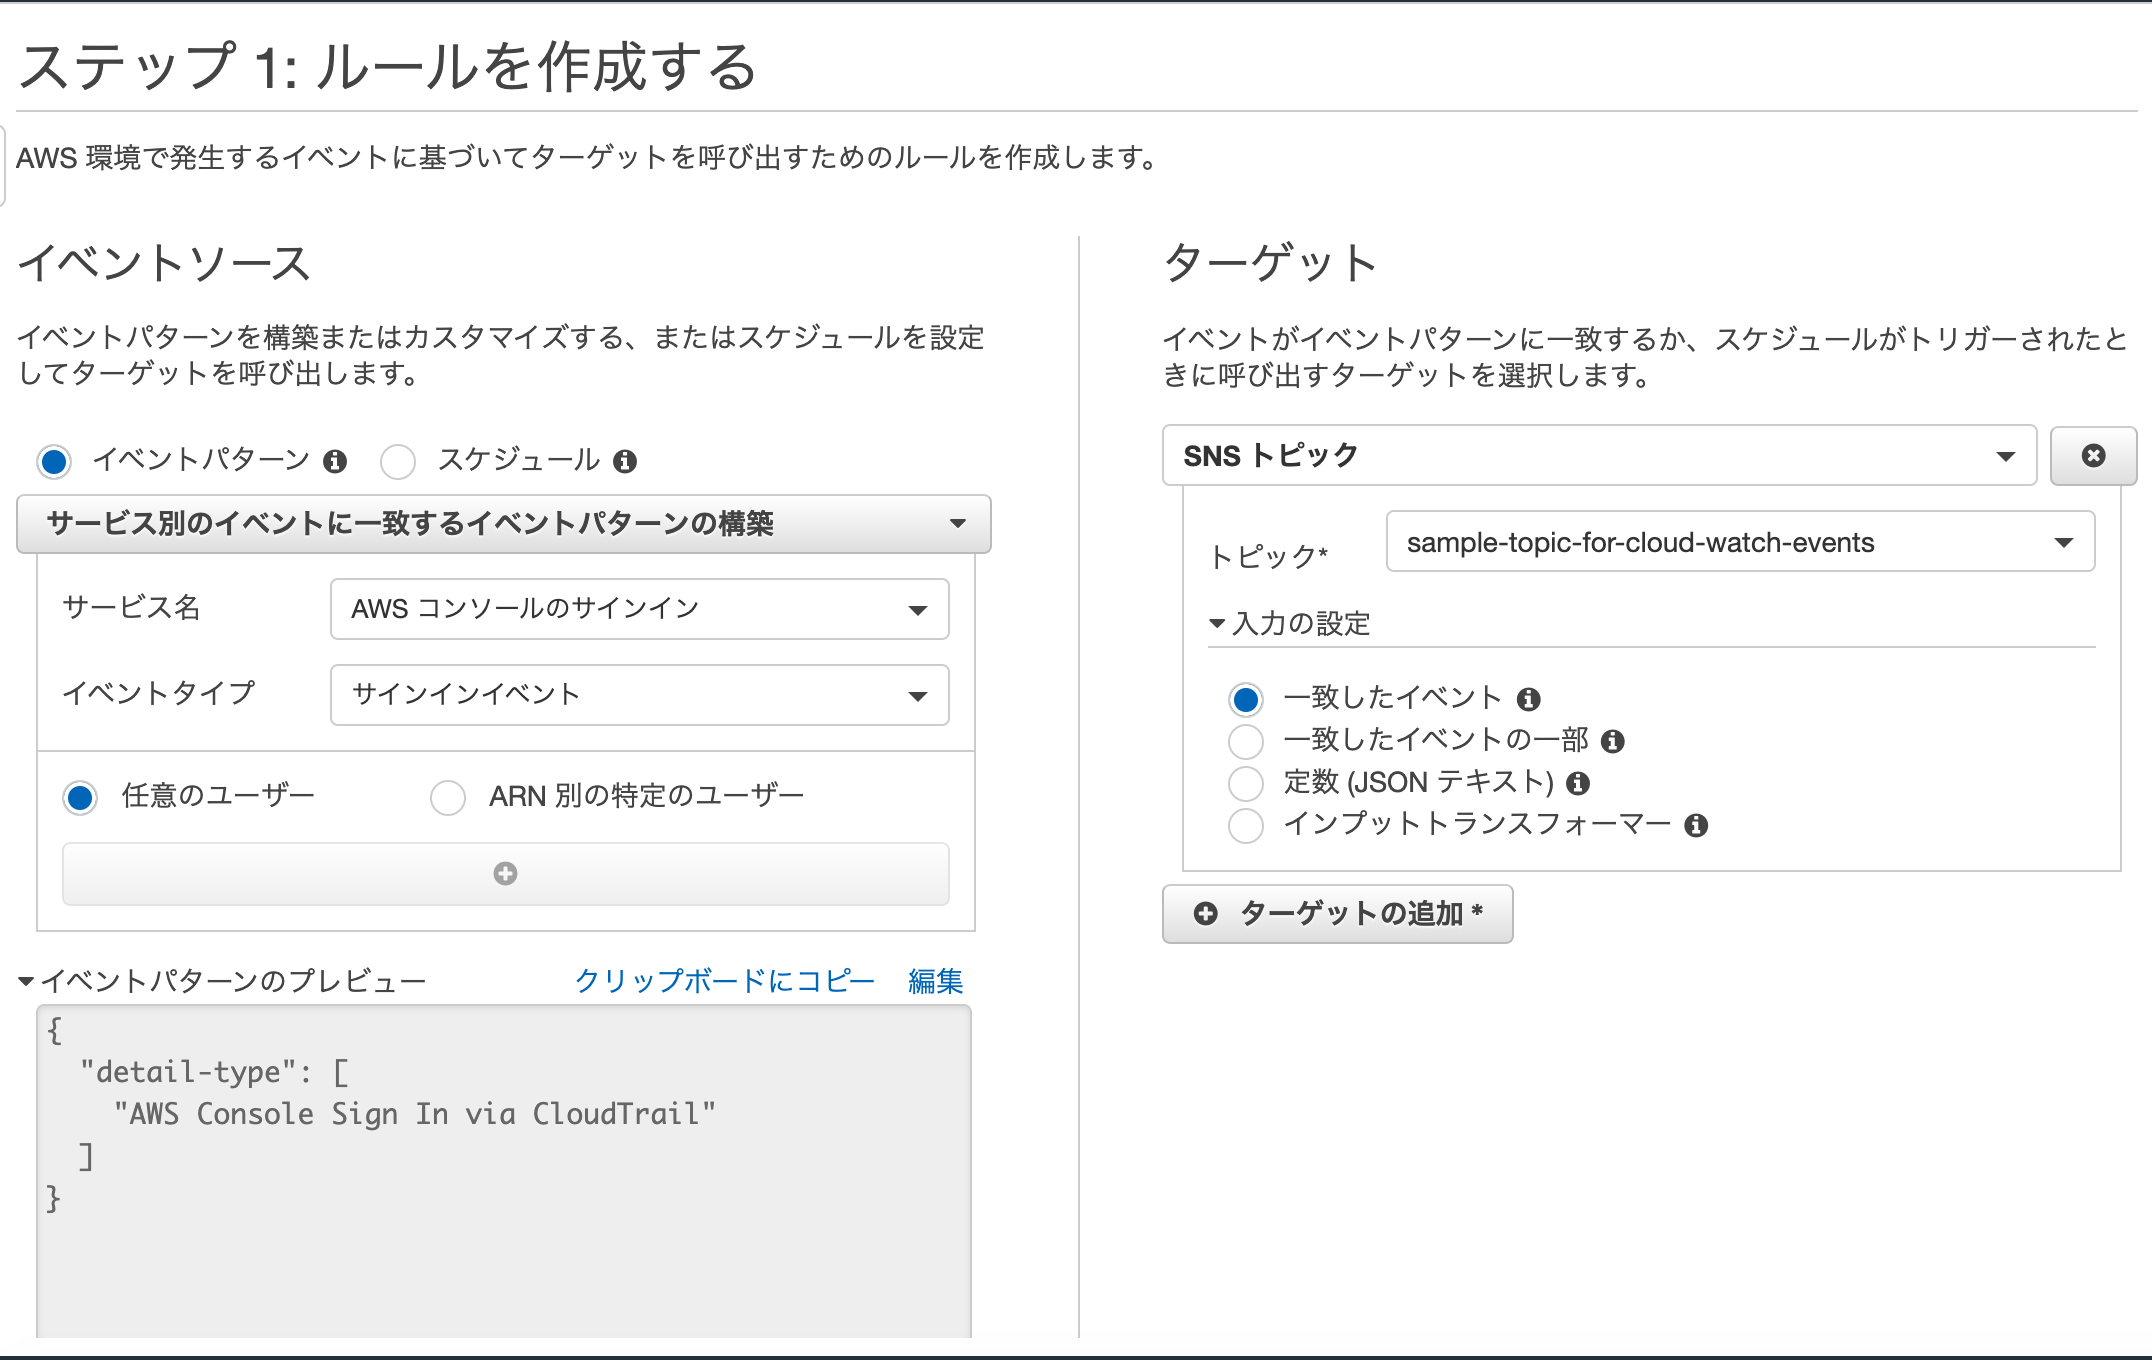 ステップ 1: ルールを作成する
AWS 環境で発生するイベントに基づいてターゲットを呼び出すためのルールを作成します。
イベントソース
イベントパターンを構築またはカスタマイズする、またはスケジュールを設定
してターゲットを呼び出します。
イベントパターン スケジュール
サービス別のイベントに一致するイベントパターンの構築
サービス名 AWS コンソールのサインイン
イベントタイプ サインインイベント
任意のユーザー ARN 別の特定のユーザー
イベントパターンのプレビュー クリップボードにコピー 編集
{
  "detail-type": [
    "AWS Console Sign In via CloudTrail"
  ]
}
ターゲット
イベントがイベントパターンに一致するか、スケジュールがトリガーされたと
きに呼び出すターゲットを選択します。
SNS トピック
トピック* sample-topic-for-cloud-watch-events
入力の設定
一致したイベント
一致したイベントの一部
定数 (JSON テキスト)
インプットトランスフォーマー
ターゲットの追加 *